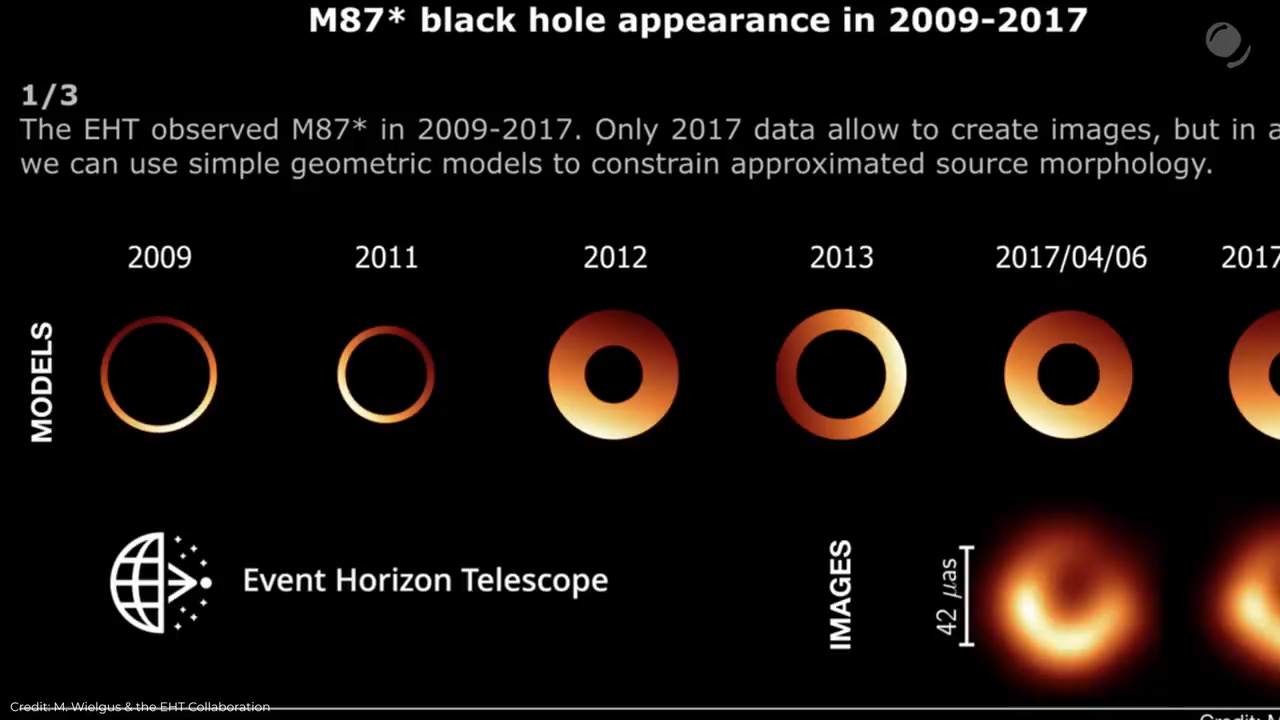 M87* black hole appearance in 2009-2017
1/3
The EHT observed M87* in 2009-2017. Only 2017 data allow to create images, but in a
we can use simple geometric models to constrain approximated source morphology.
2009 2011 2012 2013 2017/04/06 2017
MODELS
Event Horizon Telescope
IMAGES
42 μas
Credit: M. Wielgus & the EHT Collaboration
Credit: M